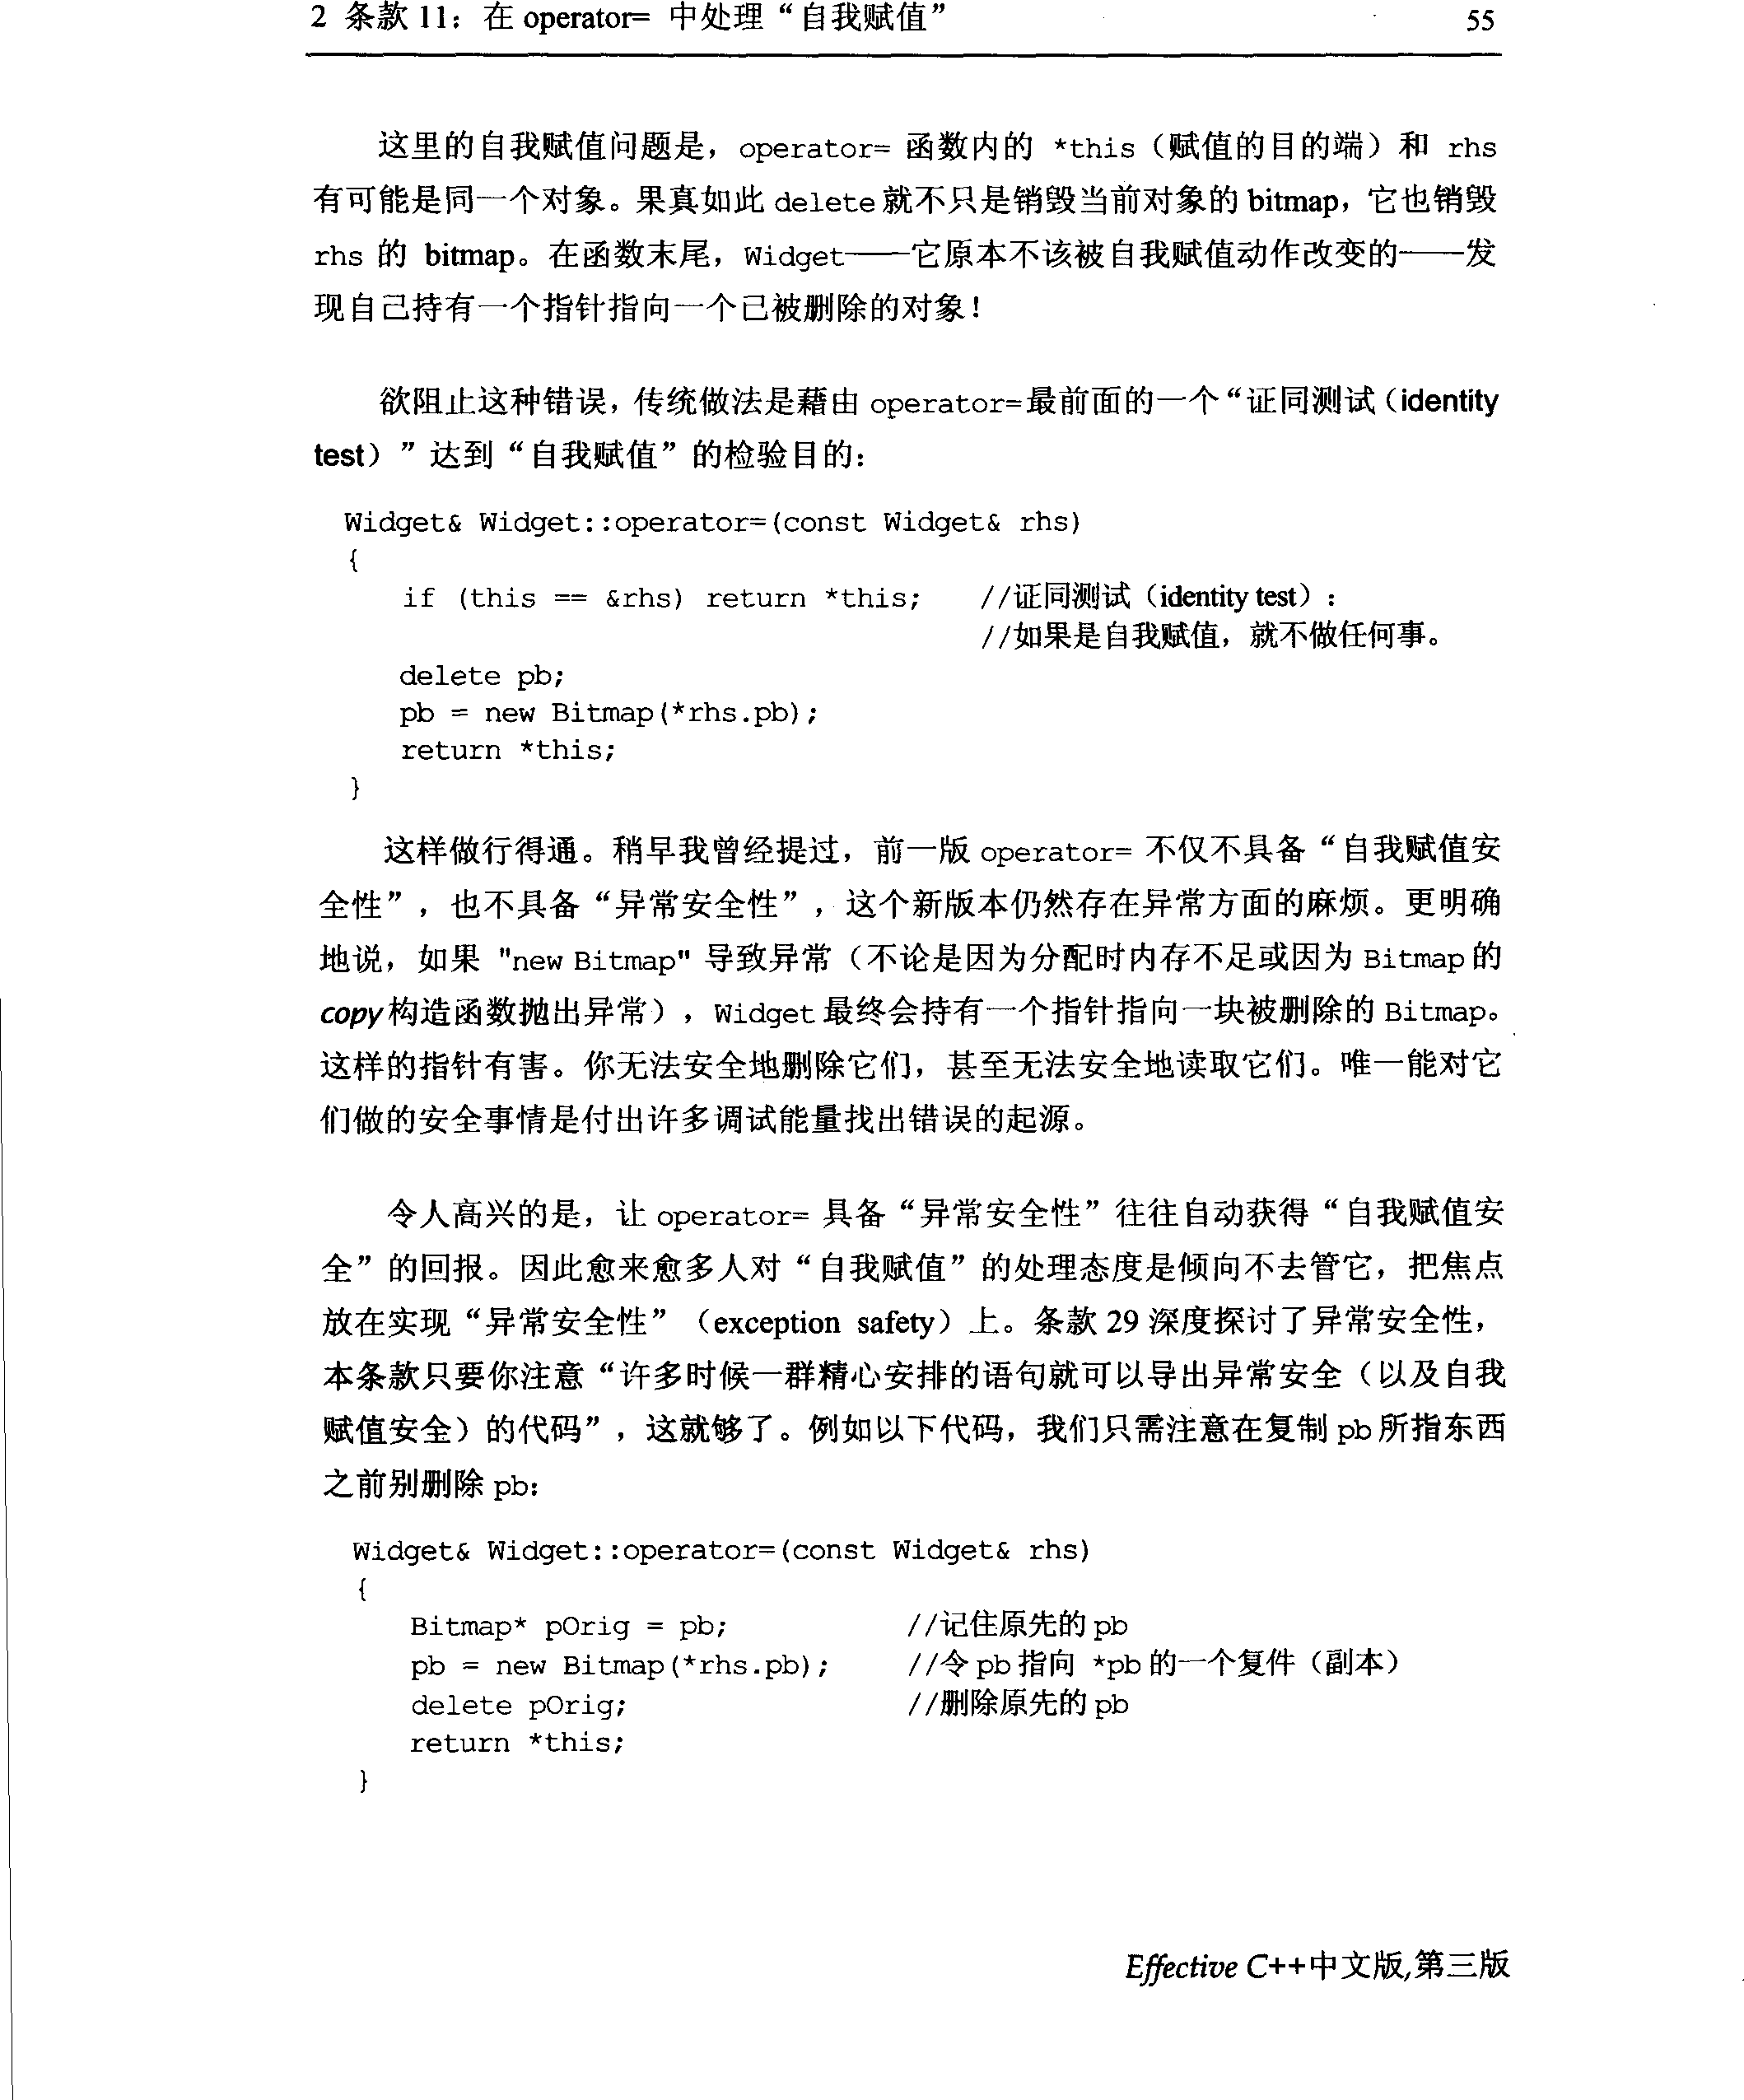 2 条款 11：在 operator= 中处理“自我赋值” 55
这里的自我赋值问题是，operator= 函数内的 *this（赋值的目的端）和 rhs
有可能是同一个对象。果真如此 delete 就不只是销毁当前对象的 bitmap，它也销毁
rhs 的 bitmap。在函数末尾，Widget——它原本不该被自我赋值动作改变的——发
现自己持有一个指针指向一个已被删除的对象！
欲阻止这种错误，传统做法是藉由 operator=最前面的一个“证同测试（identity
test）”达到“自我赋值”的检验目的：
Widget& Widget::operator=(const Widget& rhs)
{
if (this == &rhs) return *this; //证同测试（identity test）：
//如果是自我赋值，就不做任何事。
delete pb;
pb = new Bitmap(*rhs.pb);
return *this;
}
这样做行得通。稍早我曾经提过，前一版 operator= 不仅不具备“自我赋值安
全性”，也不具备“异常安全性”，这个新版本仍然存在异常方面的麻烦。更明确
地说，如果 "new Bitmap" 导致异常（不论是因为分配时内存不足或因为 Bitmap 的
copy 构造函数抛出异常），Widget 最终会持有一个指针指向一块被删除的 Bitmap。
这样的指针有害。你无法安全地删除它们，甚至无法安全地读取它们。唯一能对它
们做的安全事情是付出许多调试能量找出错误的起源。
令人高兴的是，让 operator= 具备“异常安全性”往往自动获得“自我赋值安
全”的回报。因此愈来愈多人对“自我赋值”的处理态度是倾向不去管它，把焦点
放在实现“异常安全性”（exception safety）上。条款 29 深度探讨了异常安全性，
本条款只要你注意“许多时候一群精心安排的语句就可以导出异常安全（以及自我
赋值安全）的代码”，这就够了。例如以下代码，我们只需注意在复制 pb 所指东西
之前别删除 pb：
Widget& Widget::operator=(const Widget& rhs)
{
Bitmap* pOrig = pb; //记住原先的 pb
pb = new Bitmap(*rhs.pb); //令 pb 指向 *pb 的一个复件（副本）
delete pOrig; //删除原先的 pb
return *this;
}
Effective C++中文版,第三版